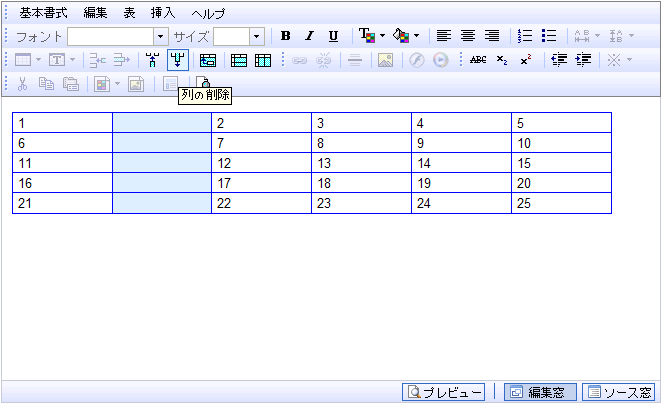 基本書式 編集 表 挿入 ヘルプ
フォント サイズ B I U T A B A B
T ABC x₂ x²
列の削除
1 2 3 4 5
6 7 8 9 10
11 12 13 14 15
16 17 18 19 20
21 22 23 24 25
プレビュー 編集窓 ソース窓